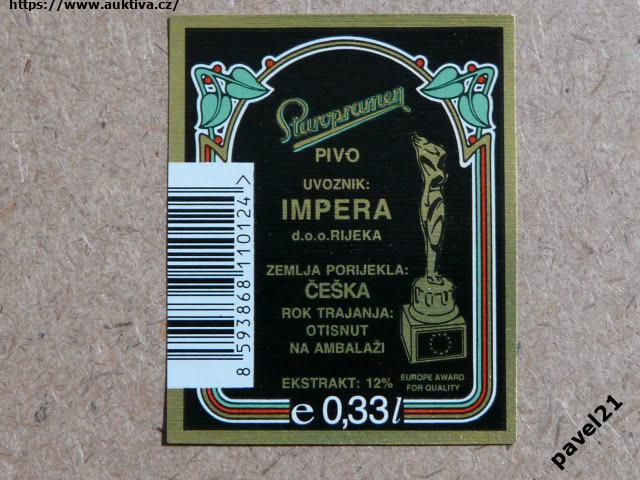 https://www.auktiva.cz/
Staropramen
PIVO
UVOZNIK:
IMPERA
d.o.o.RIJEKA
ZEMLJA PORIJEKLA:
ČEŠKA
ROK TRAJANJA:
OTISNUT
NA AMBALAŽI
EKSTRAKT: 12%
EUROPE AWARD
FOR QUALITY
e 0,33l
8 593868 110124 >
pavel21